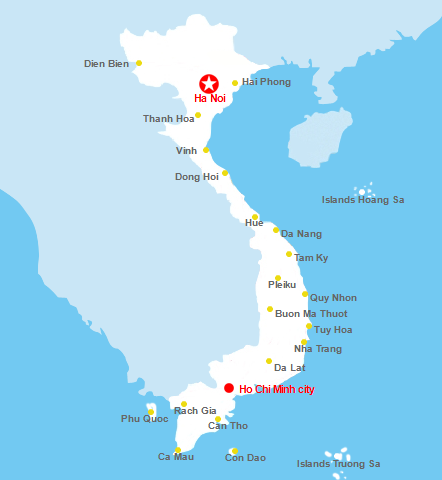 Dien Bien
Hai Phong
Ha Noi
Thanh Hoa
Vinh
Dong Hoi
Islands Hoang Sa
Hue
Da Nang
Tam Ky
Pleiku
Quy Nhon
Buon Ma Thuot
Tuy Hoa
Nha Trang
Da Lat
Ho Chi Minh city
Rach Gia
Phu Quoc
Can Tho
Ca Mau
Con Dao
Islands Truong Sa